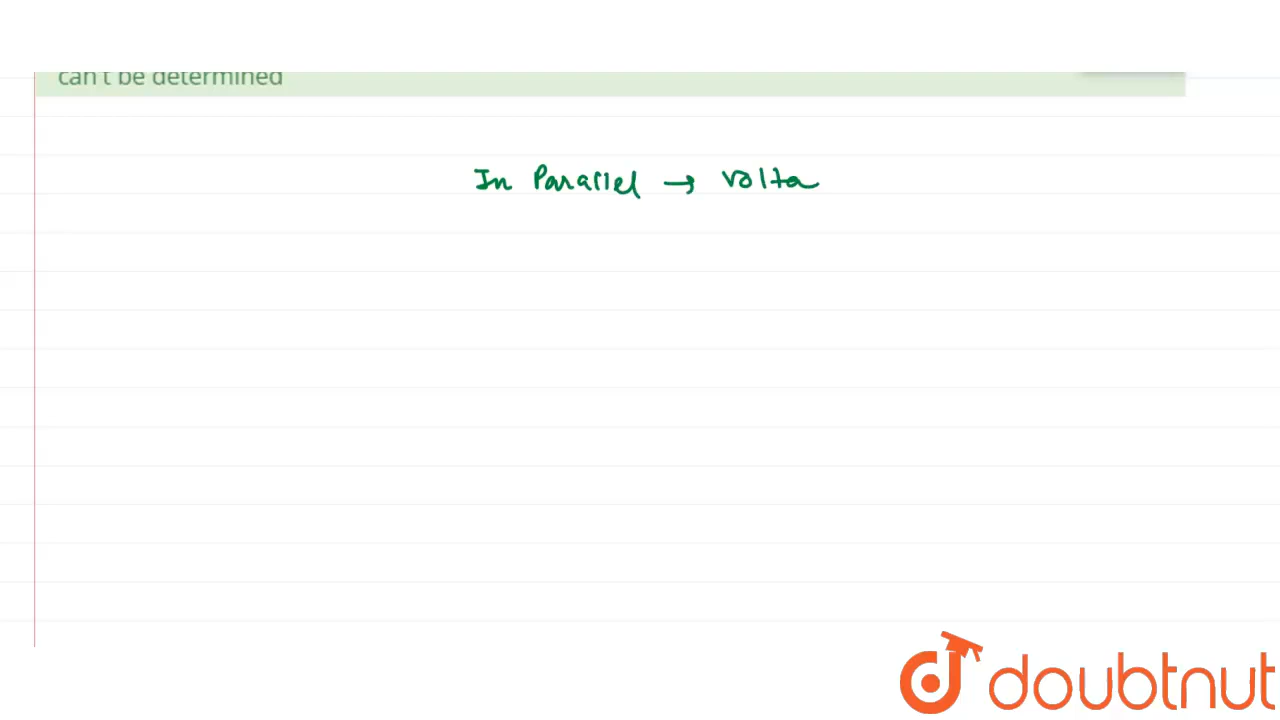 can't be determined
In Parallel → Volta
doubtnut